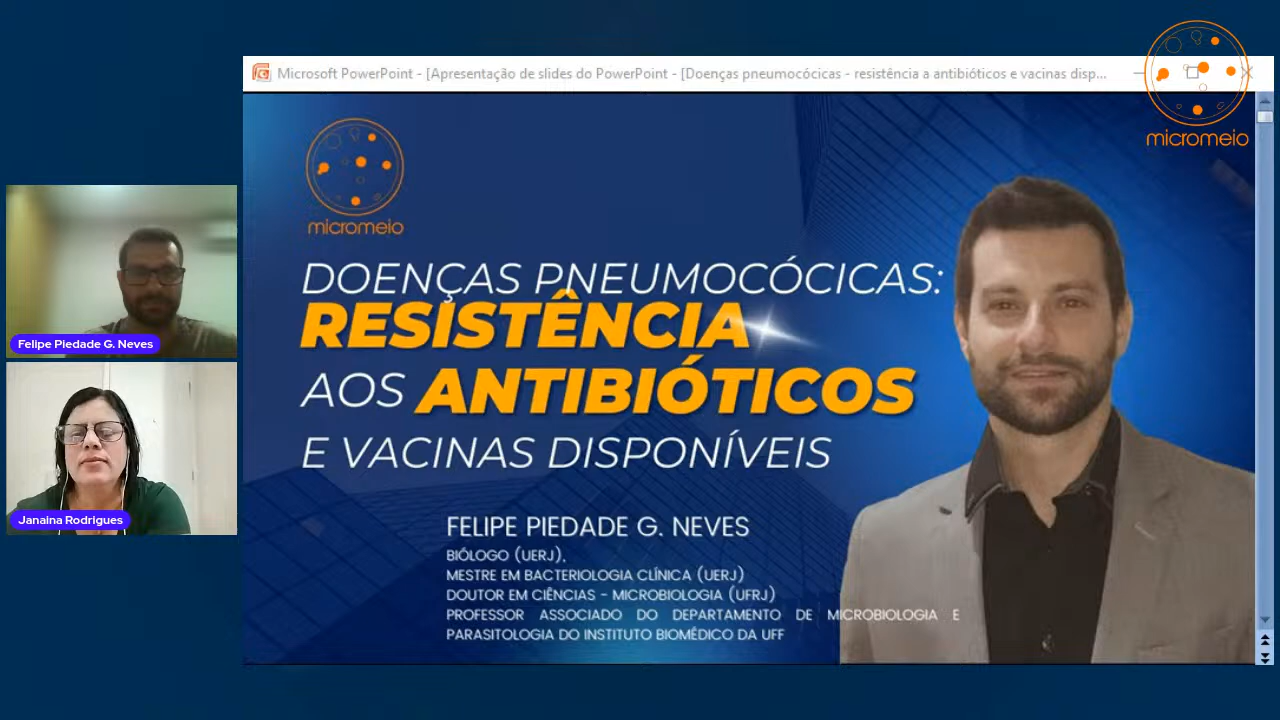 Microsoft PowerPoint - [Apresentação de slides do PowerPoint - [Doenças pneumocócicas - resistência a antibióticos e vacinas disp...
micromeio
micromeio
DOENÇAS PNEUMOCÓCICAS:
RESISTÊNCIA
AOS ANTIBIÓTICOS
E VACINAS DISPONÍVEIS
FELIPE PIEDADE G. NEVES
BIÓLOGO (UERJ),
MESTRE EM BACTERIOLOGIA CLÍNICA (UERJ)
DOUTOR EM CIÊNCIAS - MICROBIOLOGIA (UFRJ)
PROFESSOR ASSOCIADO DO DEPARTAMENTO DE MICROBIOLOGIA E
PARASITOLOGIA DO INSTITUTO BIOMÉDICO DA UFF
Felipe Piedade G. Neves
Janaina Rodrigues